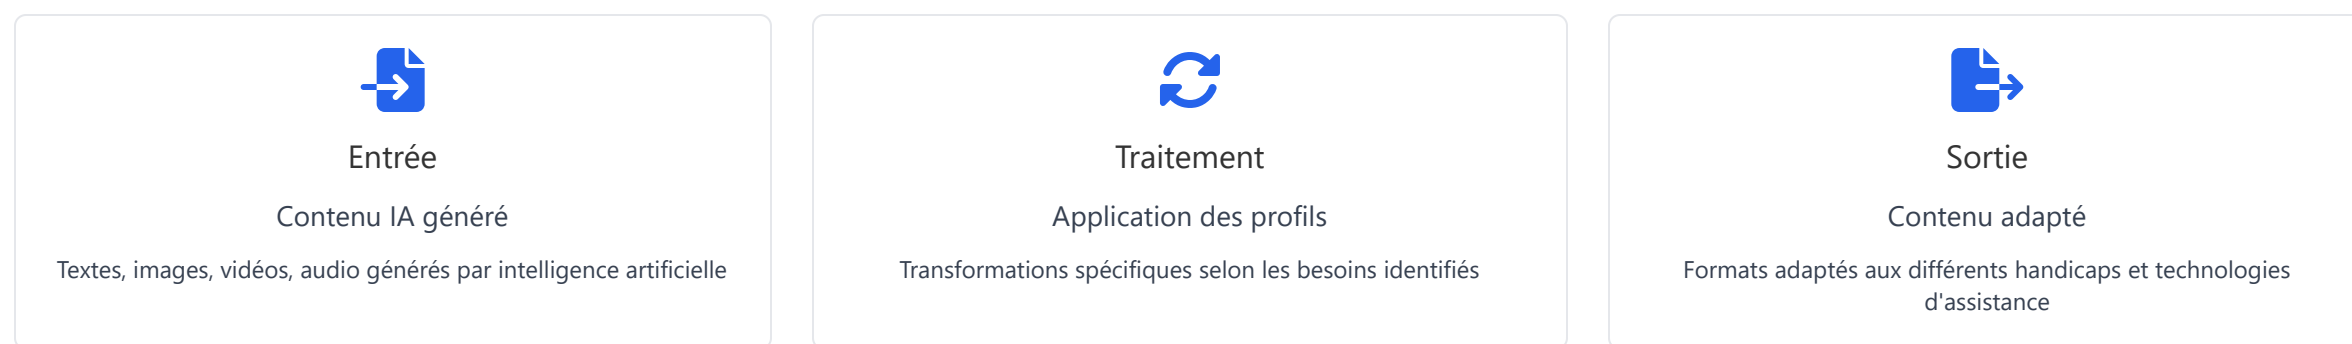 Entrée
Contenu IA généré
Textes, images, vidéos, audio générés par intelligence artificielle
Traitement
Application des profils
Transformations spécifiques selon les besoins identifiés
Sortie
Contenu adapté
Formats adaptés aux différents handicaps et technologies
d'assistance